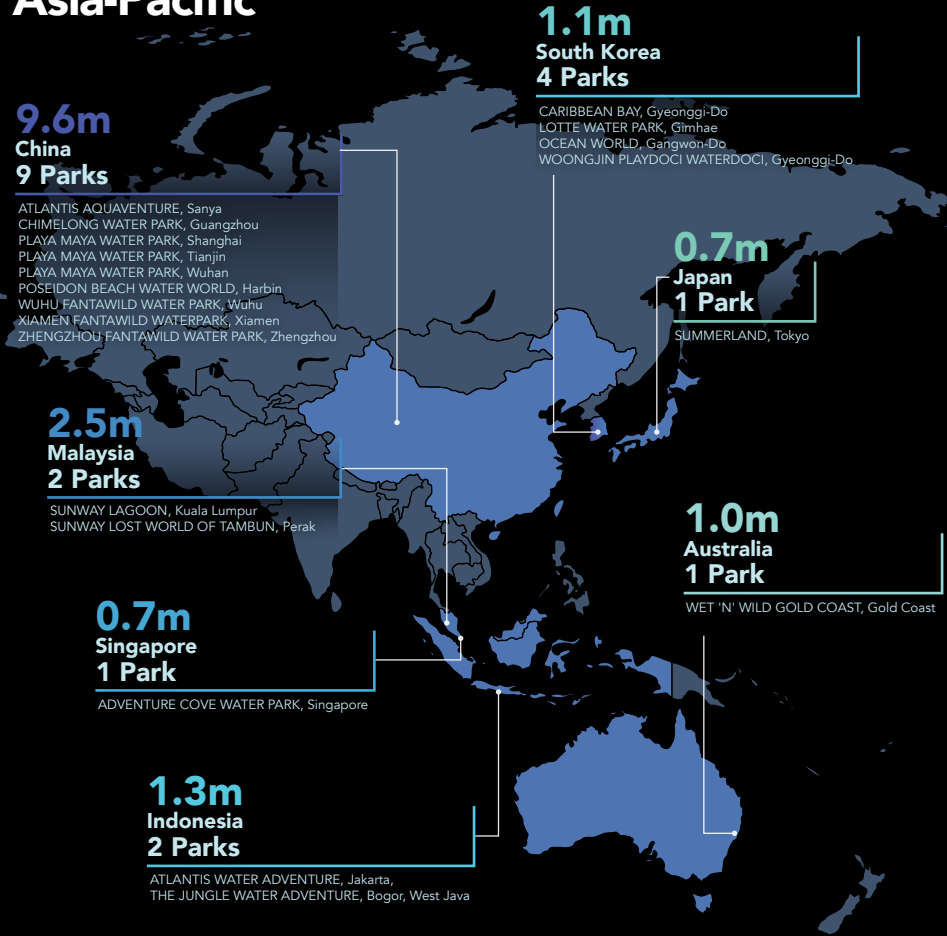 Asia-Pacific
1.1m
South Korea
4 Parks
CARIBBEAN BAY, Gyeonggi-Do
LOTTE WATER PARK, Gimhae
OCEAN WORLD, Gangwon-Do
WOONGJIN PLAYDOCI WATERDOCI, Gyeonggi-Do
9.6m
China
9 Parks
ATLANTIS AQUAVENTURE, Sanya
CHIMELONG WATER PARK, Guangzhou
PLAYA MAYA WATER PARK, Shanghai
PLAYA MAYA WATER PARK, Tianjin
PLAYA MAYA WATER PARK, Wuhan
POSEIDON BEACH WATER WORLD, Harbin
WUHU FANTAWILD WATER PARK, Wuhu
XIAMEN FANTAWILD WATERPARK, Xiamen
ZHENGZHOU FANTAWILD WATER PARK, Zhengzhou
0.7m
Japan
1 Park
SUMMERLAND, Tokyo
2.5m
Malaysia
2 Parks
SUNWAY LAGOON, Kuala Lumpur
SUNWAY LOST WORLD OF TAMBUN, Perak
1.0m
Australia
1 Park
WET 'N' WILD GOLD COAST, Gold Coast
0.7m
Singapore
1 Park
ADVENTURE COVE WATER PARK, Singapore
1.3m
Indonesia
2 Parks
ATLANTIS WATER ADVENTURE, Jakarta,
THE JUNGLE WATER ADVENTURE, Bogor, West Java